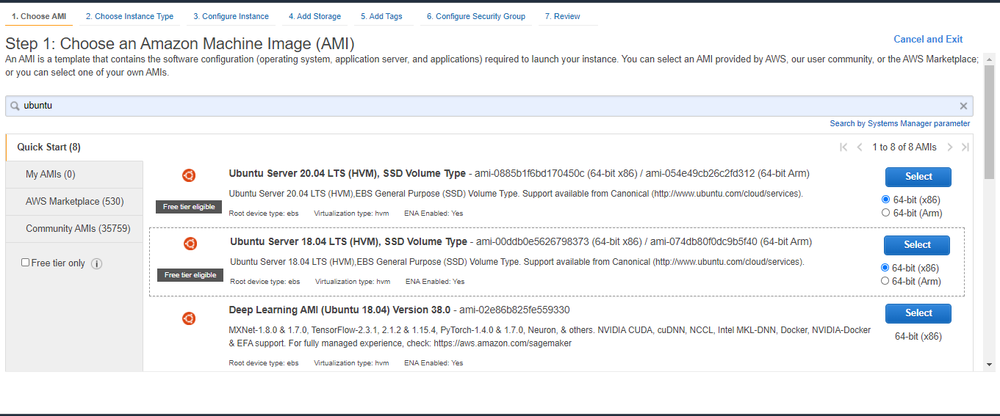 1. Choose AMI 2. Choose Instance Type 3. Configure Instance 4. Add Storage 5. Add Tags 6. Configure Security Group 7. Review
Step 1: Choose an Amazon Machine Image (AMI)
Cancel and Exit
An AMI is a template that contains the software configuration (operating system, application server, and applications) required to launch your instance. You can select an AMI provided by AWS, our user community, or the AWS Marketplace;
or you can select one of your own AMIs.
ubuntu
Search by Systems Manager parameter
Quick Start (8)
1 to 8 of 8 AMIs
My AMIs (0)
AWS Marketplace (530)
Community AMIs (35759)
Free tier only
Ubuntu Server 20.04 LTS (HVM), SSD Volume Type - ami-0885b1f6bd170450c (64-bit x86) / ami-054e49cb26c2fd312 (64-bit Arm)
Ubuntu Server 20.04 LTS (HVM),EBS General Purpose (SSD) Volume Type. Support available from Canonical (http://www.ubuntu.com/cloud/services).
Free tier eligible
Root device type: ebs Virtualization type: hvm ENA Enabled: Yes
Select
64-bit (x86)
64-bit (Arm)
Ubuntu Server 18.04 LTS (HVM), SSD Volume Type - ami-00ddb0e5626798373 (64-bit x86) / ami-074db80f0dc9b5f40 (64-bit Arm)
Ubuntu Server 18.04 LTS (HVM),EBS General Purpose (SSD) Volume Type. Support available from Canonical (http://www.ubuntu.com/cloud/services).
Free tier eligible
Root device type: ebs Virtualization type: hvm ENA Enabled: Yes
Select
64-bit (x86)
64-bit (Arm)
Deep Learning AMI (Ubuntu 18.04) Version 38.0 - ami-02e86b825fe559330
MXNet-1.8.0 & 1.7.0, TensorFlow-2.3.1, 2.1.2 & 1.15.4, PyTorch-1.4.0 & 1.7.0, Neuron, & others. NVIDIA CUDA, cuDNN, NCCL, Intel MKL-DNN, Docker, NVIDIA-Docker
& EFA support. For fully managed experience, check: https://aws.amazon.com/sagemaker
Root device type: ebs Virtualization type: hvm ENA Enabled: Yes
Select
64-bit (x86)